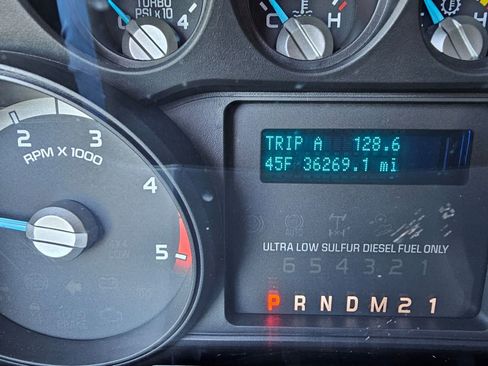 TURBO
PSI x 10
4
C H
C H
2 3
RPM X 1000
4
5
TRIP A 128.6
45F 36269.1 mi
ULTRA LOW SULFUR DIESEL FUEL ONLY
6 5 4 3 2 1
P R N D M 2 1
BRAKE